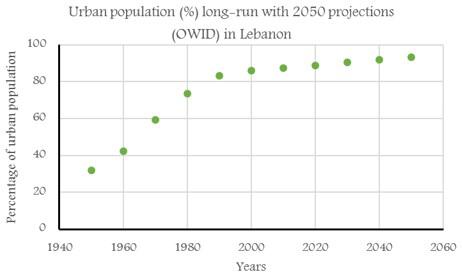 Urban population (%) long-run with 2050 projections
(OWID) in Lebanon
Percentage of urban population
100
80
60
40
20
0
1940 1960 1980 2000 2020 2040 2060
Years